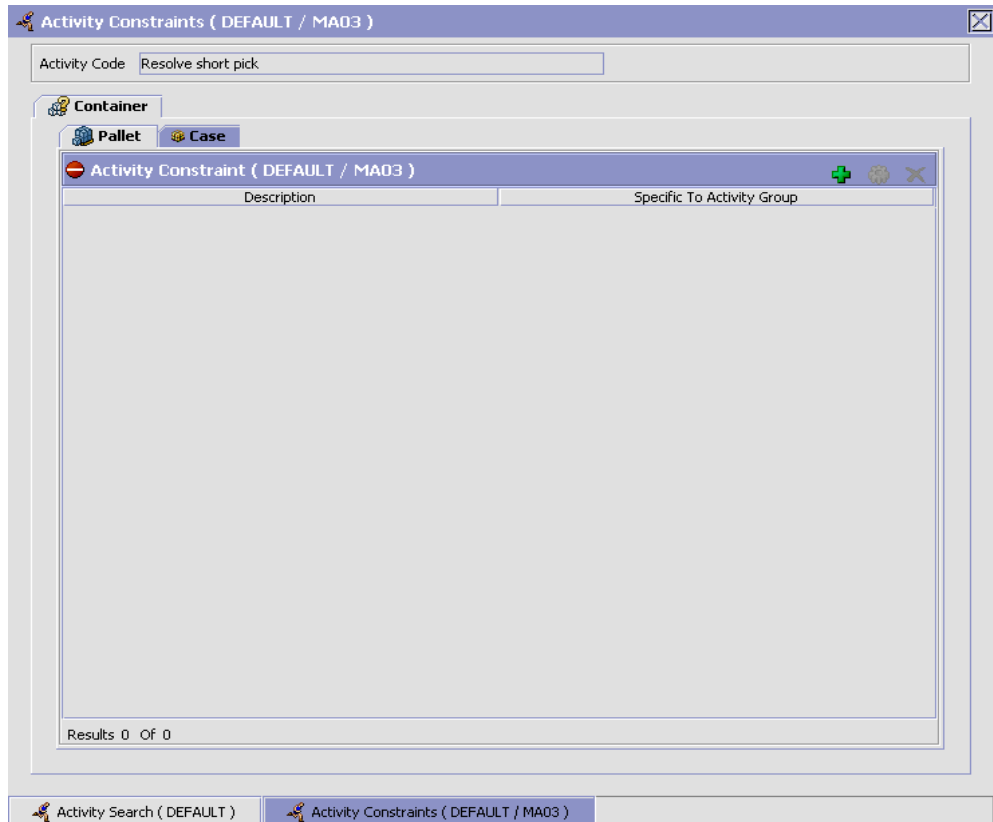 Activity Constraints ( DEFAULT / MA03 )
Activity Code Resolve short pick
Container
Pallet Case
Activity Constraint ( DEFAULT / MA03 )
Description Specific To Activity Group
Results 0 Of 0
Activity Search ( DEFAULT ) Activity Constraints ( DEFAULT / MA03 )